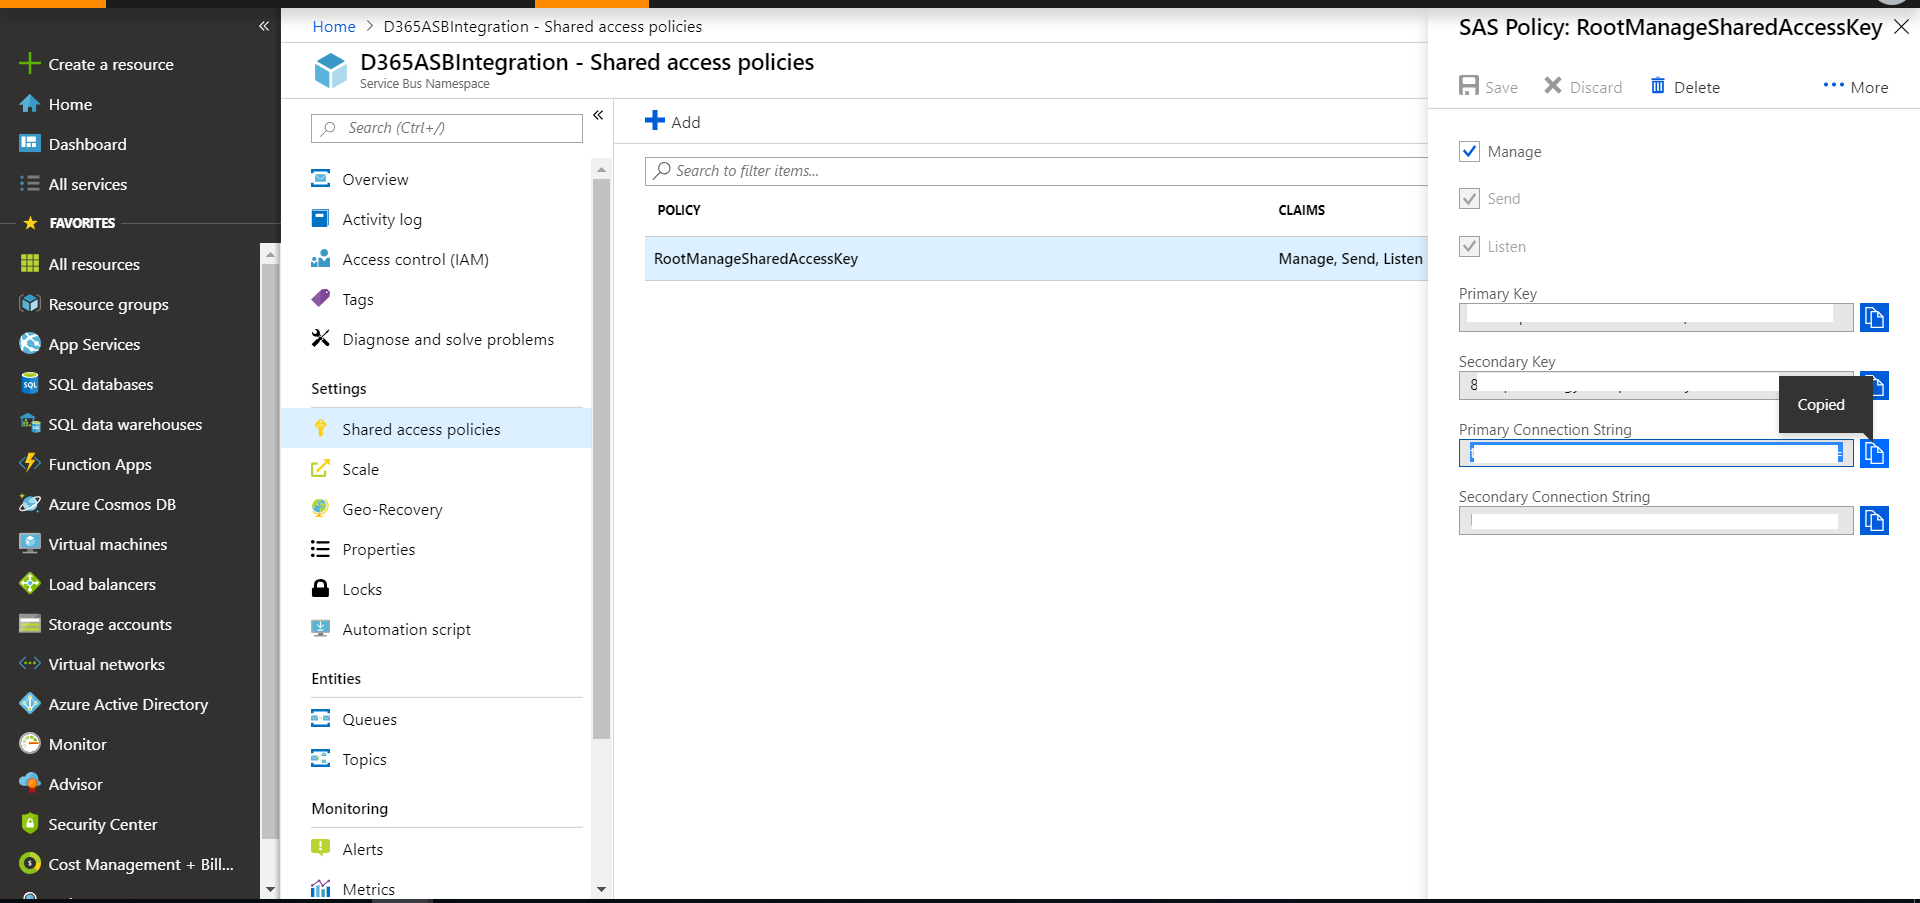 Create a resource
Home
Dashboard
All services
FAVORITES
All resources
Resource groups
App Services
SQL databases
SQL data warehouses
Function Apps
Azure Cosmos DB
Virtual machines
Load balancers
Storage accounts
Virtual networks
Azure Active Directory
Monitor
Advisor
Security Center
Cost Management + Bill...
Home > D365ASBIntegration - Shared access policies
D365ASBIntegration - Shared access policies
Service Bus Namespace
Search (Ctrl+/)
Overview
Activity log
Access control (IAM)
Tags
Diagnose and solve problems
Settings
Shared access policies
Scale
Geo-Recovery
Properties
Locks
Automation script
Entities
Queues
Topics
Monitoring
Alerts
Metrics
Add
Search to filter items...
POLICY CLAIMS
RootManageSharedAccessKey Manage, Send, Listen
SAS Policy: RootManageSharedAccessKey
Save Discard Delete More
Manage
Send
Listen
Primary Key
Secondary Key
8
Copied
Primary Connection String
Secondary Connection String